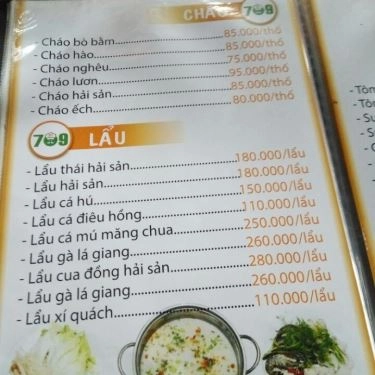 CHÁO 709
- Cháo bò bằm............85.000/thố
- Cháo hào............85.000/thố
- Cháo nghêu............75.000/thố
- Cháo lươn............95.000/thố
- Cháo hải sản............85.000/thố
- Cháo ếch............80.000/thố
709 LẨU
- Lẩu thái hải sản............180.000/lẩu
- Lẩu hải sản............180.000/lẩu
- Lẩu cá hú............150.000/lẩu
- Lẩu cá điêu hồng............110.000/lẩu
- Lẩu cá mú măng chua............250.000/lẩu
- Lẩu gà lá giang............260.000/lẩu
- Lẩu cua đồng hải sản............280.000/lẩu
- Lẩu gà lá giang............260.000/lẩu
- Lẩu xí quách............110.000/lẩu